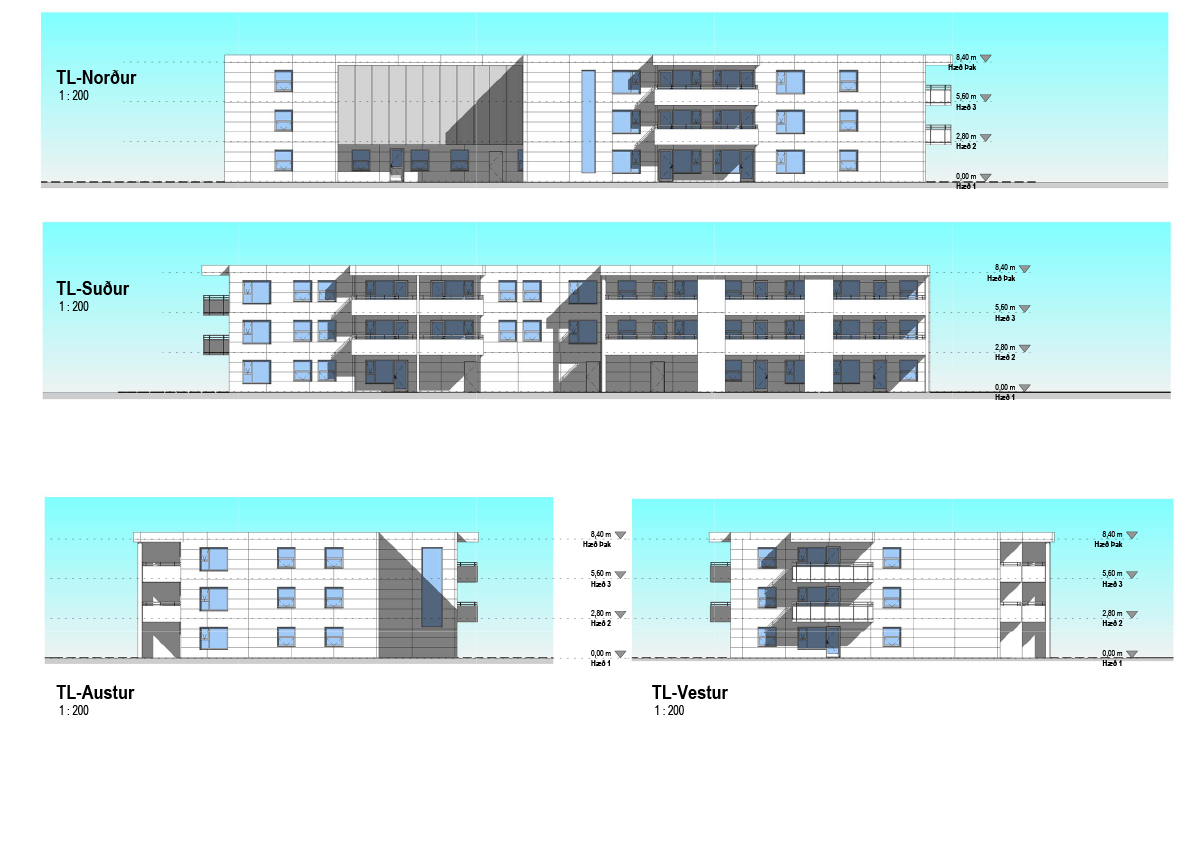 TL-Norður
1 : 200
8,40 m
Hæð Þak
5,60 m
Hæð 3
2,80 m
Hæð 2
0,00 m
Hæð 1
TL-Suður
1 : 200
8,40 m
Hæð Þak
5,60 m
Hæð 3
2,80 m
Hæð 2
0,00 m
Hæð 1
8,40 m
Hæð Þak
5,60 m
Hæð 3
2,80 m
Hæð 2
0,00 m
Hæð 1
TL-Austur
1 : 200
8,40 m
Hæð Þak
5,60 m
Hæð 3
2,80 m
Hæð 2
0,00 m
Hæð 1
TL-Vestur
1 : 200